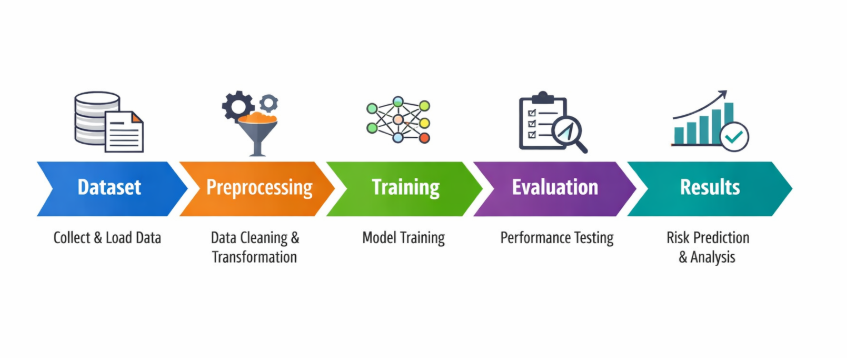 Dataset
Preprocessing
Training
Evaluation
Results
Collect & Load Data
Data Cleaning &
Transformation
Model Training
Performance Testing
Risk Prediction
& Analysis